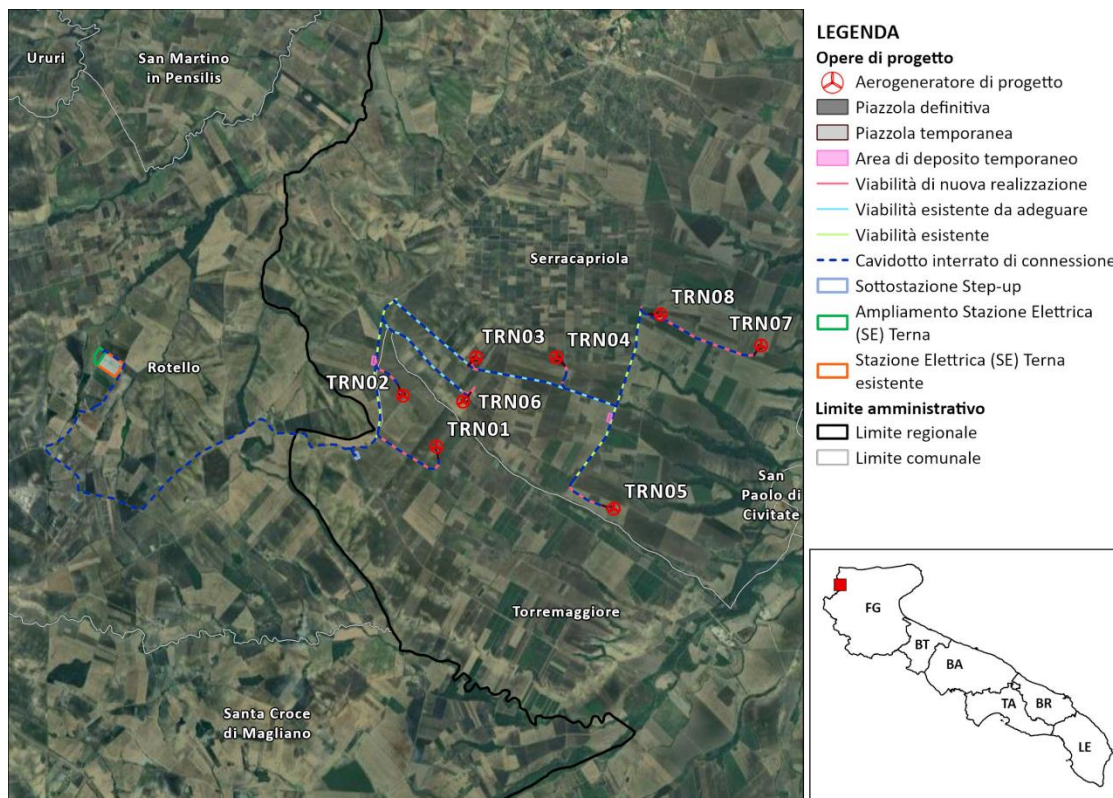 Ururi
San Martino
in Pensilis
Serracapriola
TRN08
TRN07
TRN03
TRN04
Rotello
TRN02
TRN06
TRN01
San
Paolo di
Civitate
TRN05
Torremaggiore
Santa Croce
di Magliano
LEGENDA
Opere di progetto
Aerogeneratore di progetto
Piazzola definitiva
Piazzola temporanea
Area di deposito temporaneo
Viabilità di nuova realizzazione
Viabilità esistente da adeguare
Viabilità esistente
Cavidotto interrato di connessione
Sottostazione Step-up
Ampliamento Stazione Elettrica
(SE) Terna
Stazione Elettrica (SE) Terna
esistente
Limite amministrativo
Limite regionale
Limite comunale
FG
BT
BA
TA
BR
LE